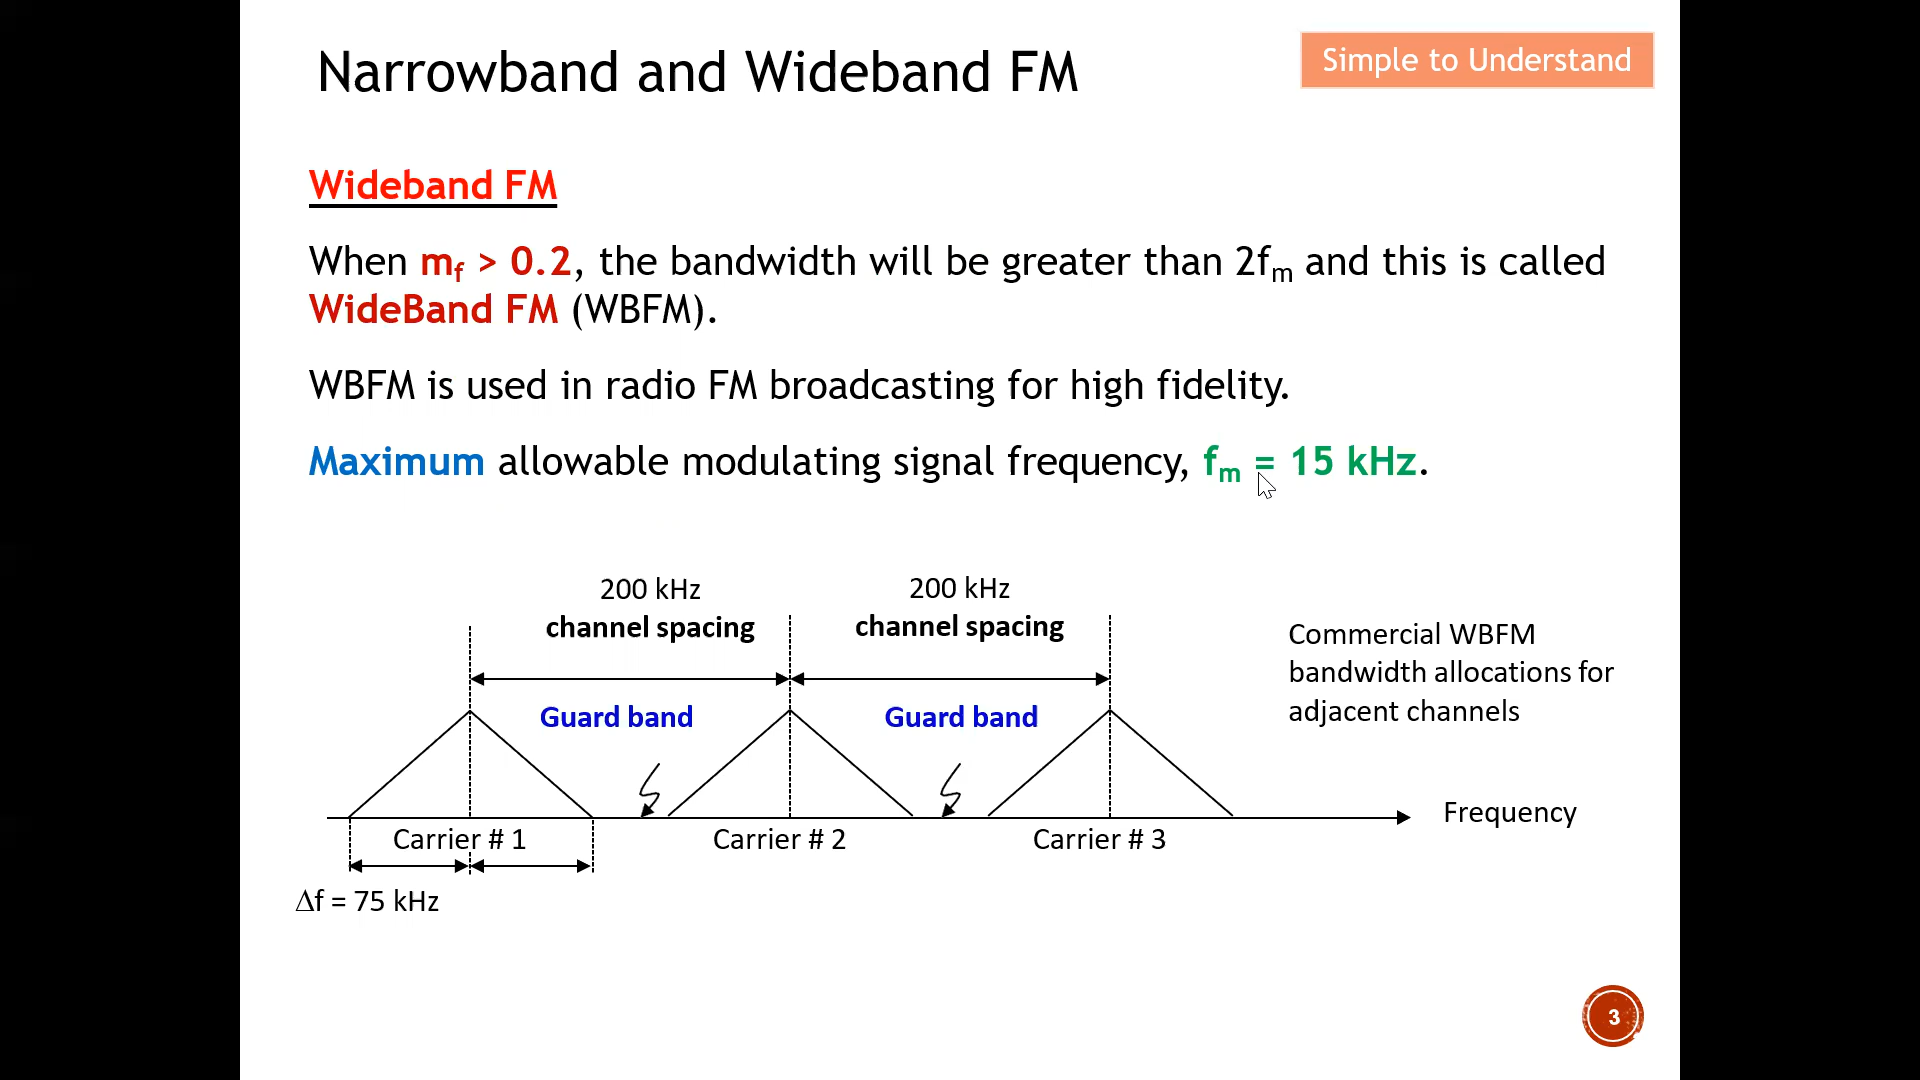 Narrowband and Wideband FM
Simple to Understand
Wideband FM
When mf > 0.2, the bandwidth will be greater than 2fm and this is called
WideBand FM (WBFM).
WBFM is used in radio FM broadcasting for high fidelity.
Maximum allowable modulating signal frequency, fm = 15 kHz.
200 kHz
channel spacing
200 kHz
channel spacing
Commercial WBFM
bandwidth allocations for
adjacent channels
Guard band
Guard band
Frequency
Carrier # 1
Carrier # 2
Carrier # 3
Δf = 75 kHz
3